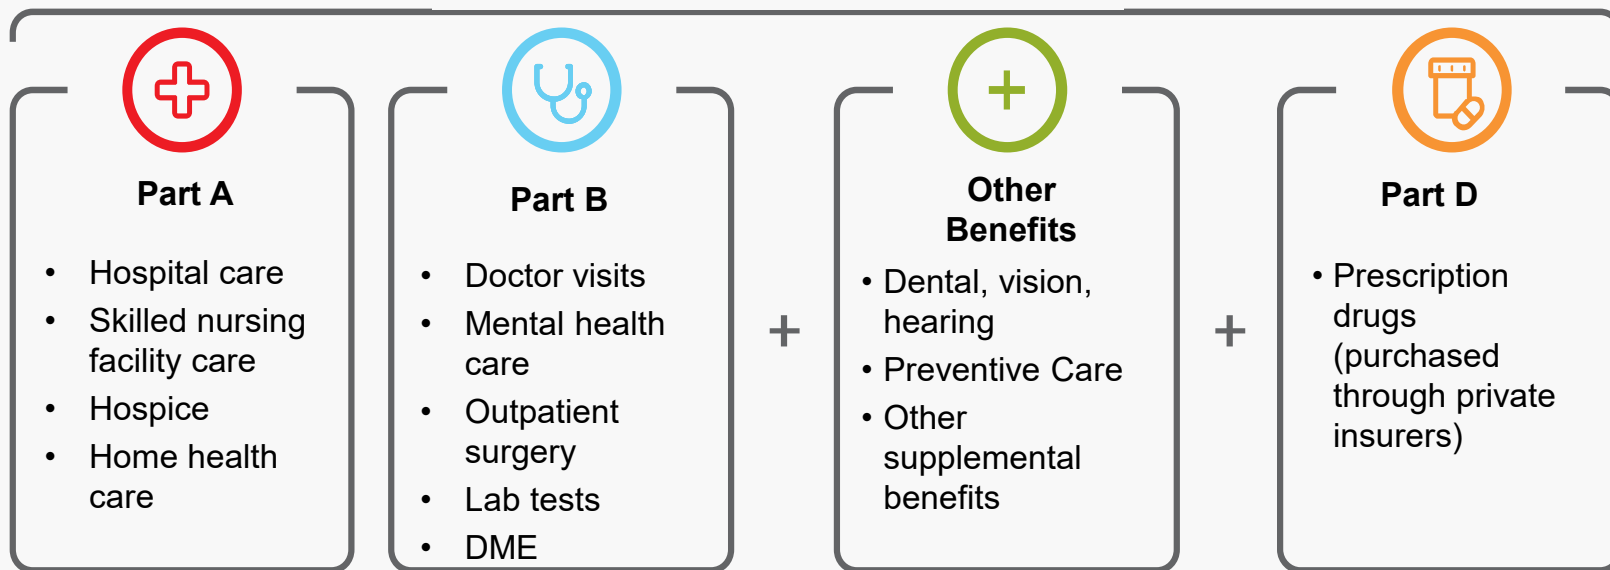 Part A
• Hospital care
• Skilled nursing
facility care
• Hospice
• Home health
care
Part B
• Doctor visits
• Mental health
care
• Outpatient
surgery
• Lab tests
• DME
+
Other
Benefits
• Dental, vision,
hearing
• Preventive Care
• Other
supplemental
benefits
+
Part D
• Prescription
drugs
(purchased
through private
insurers)